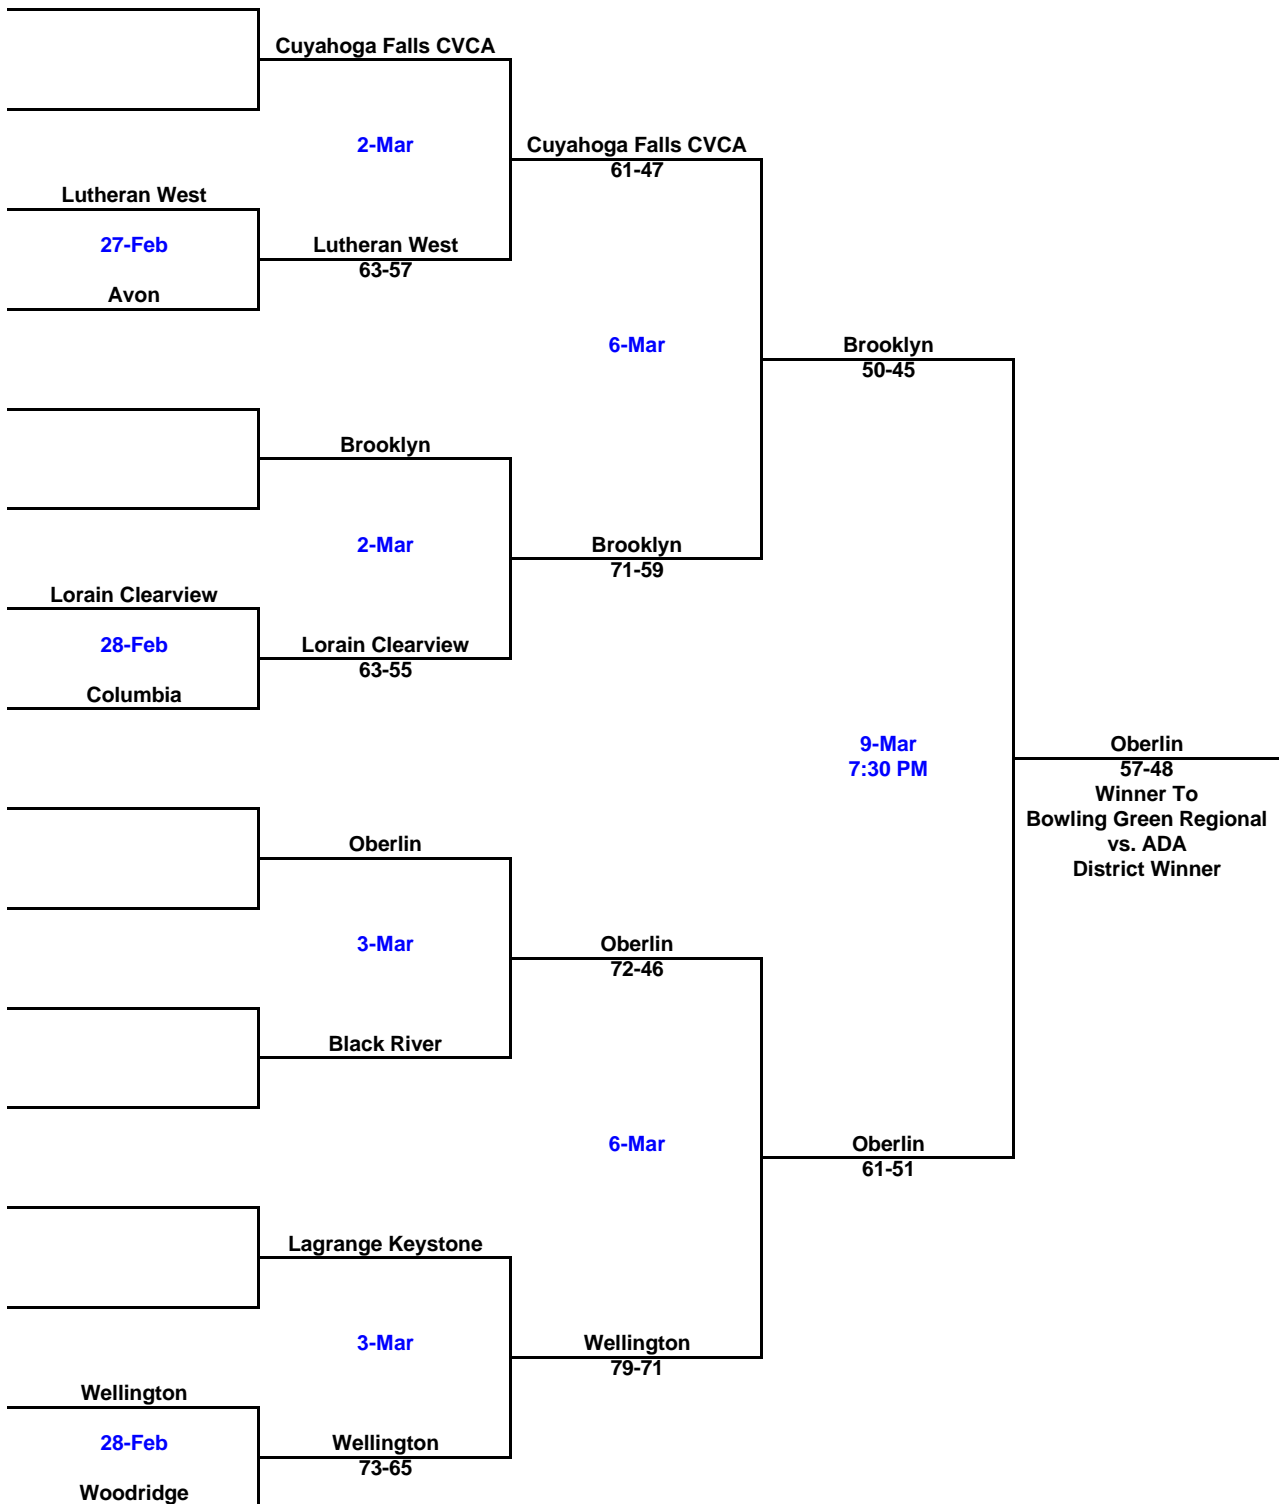 Cuyahoga Falls CVCA
2-Mar
Cuyahoga Falls CVCA
61-47
Lutheran West
27-Feb
Lutheran West
63-57
Avon
6-Mar
Brooklyn
50-45
Brooklyn
2-Mar
Brooklyn
71-59
Lorain Clearview
28-Feb
Lorain Clearview
63-55
Columbia
9-Mar
7:30 PM
Oberlin
57-48
Winner To
Bowling Green Regional
vs. ADA
District Winner
Oberlin
3-Mar
Oberlin
72-46
Black River
6-Mar
Oberlin
61-51
Lagrange Keystone
3-Mar
Wellington
79-71
Wellington
28-Feb
Wellington
73-65
Woodridge